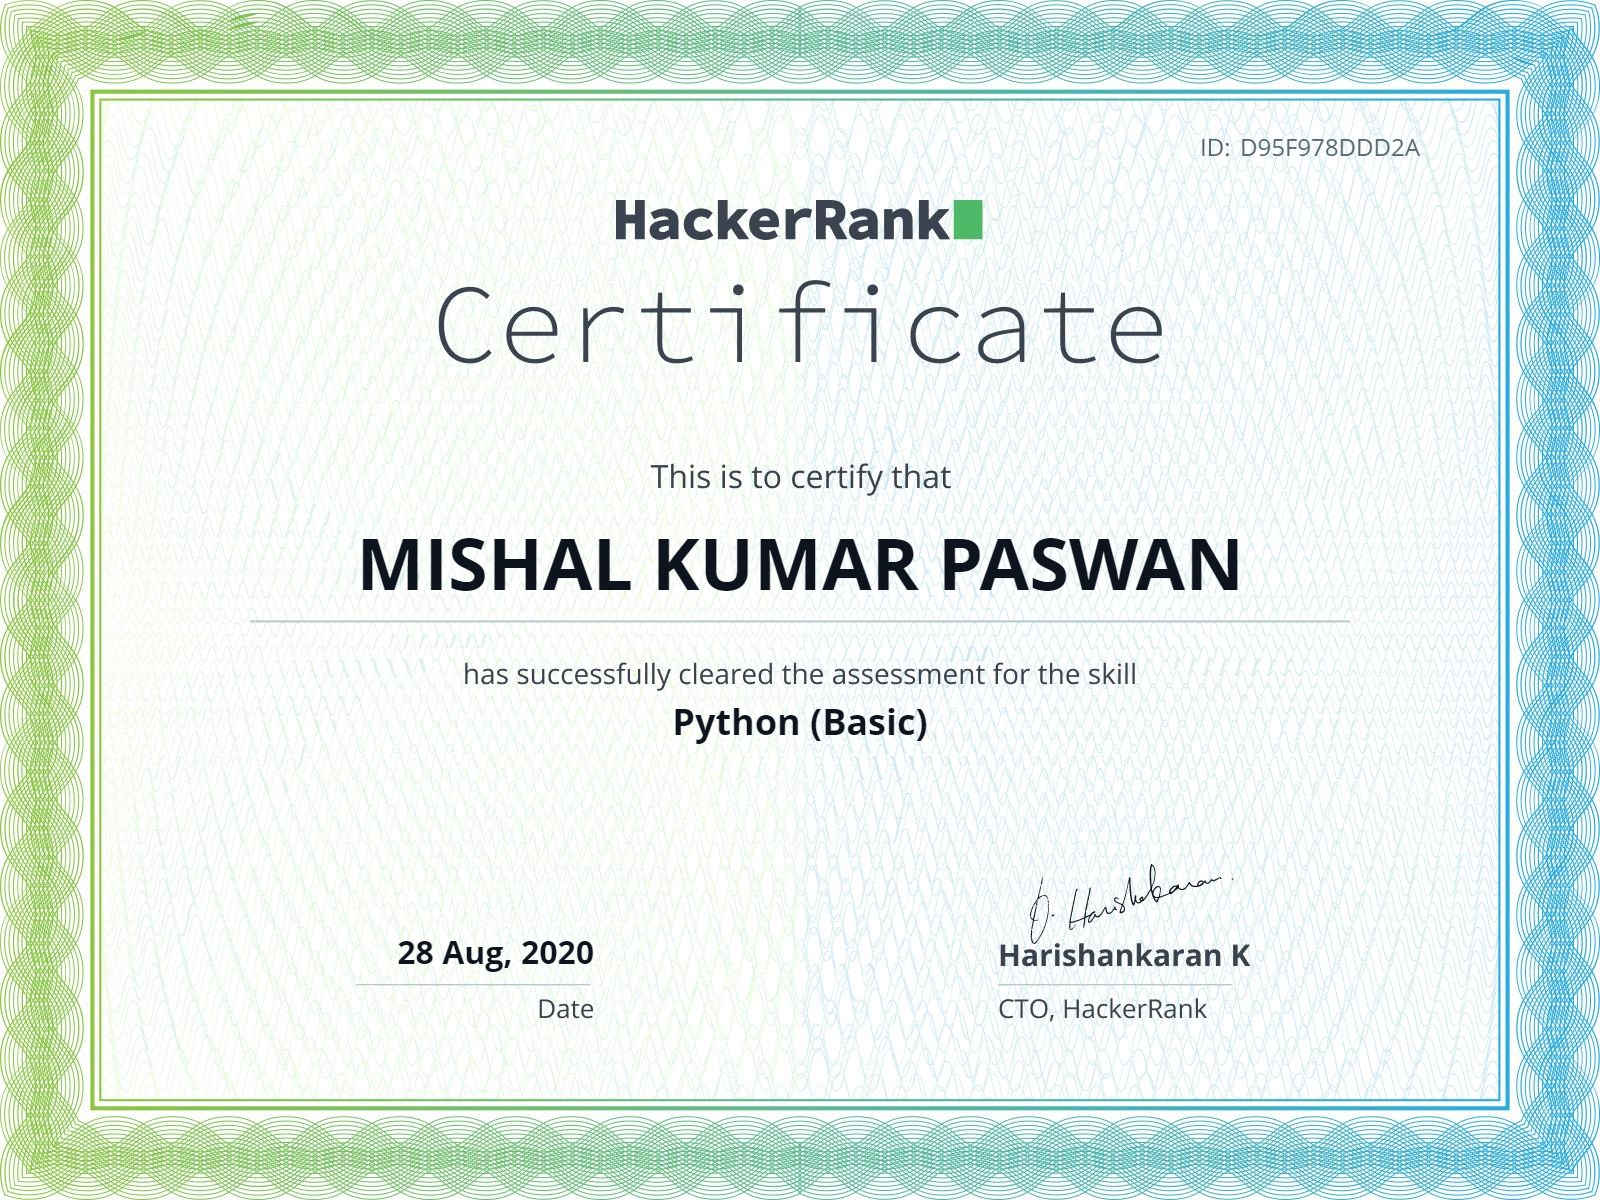 ID: D95F978DDD2A
HackerRank
Certificate
This is to certify that
MISHAL KUMAR PASWAN
has successfully cleared the assessment for the skill
Python (Basic)
28 Aug, 2020
Date
Harishankaran
Harishankaran K
CTO, HackerRank